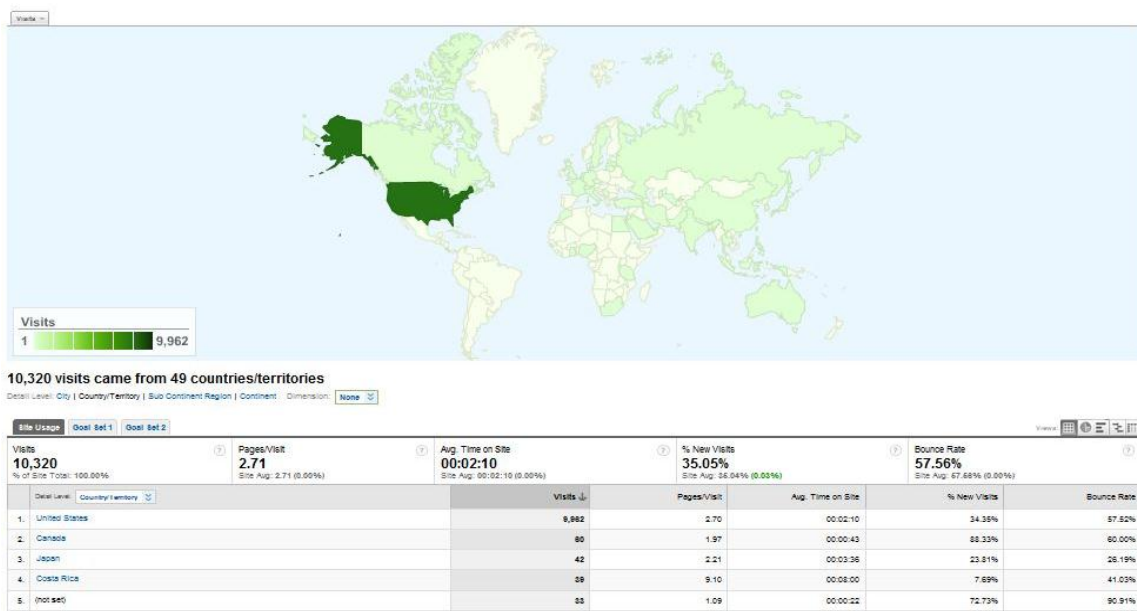 Visits
Visits
1 9,962
10,320 visits came from 49 countries/territories
Detail Level: City | Country/Territory | Sub Continent Region | Continent Dimension: None
Site Usage Goal Set 1 Goal Set 2 Views:
Visits ? Pages/Visit ? Avg. Time on Site ? % New Visits ? Bounce Rate ?
10,320 2.71 00:02:10 35.05% 57.56%
% of Site Total: 100.00% Site Avg: 2.71 (0.00%) Site Avg: 00:02:10 (0.00%) Site Avg: 35.04% (0.03%) Site Avg: 57.56% (0.00%)
Detail Level: Country/Territory Visits Pages/Visit Avg. Time on Site % New Visits Bounce Rate
1. United States 9,962 2.70 00:02:10 34.35% 57.52%
2. Canada 60 1.97 00:00:43 88.33% 60.00%
3. Japan 42 2.21 00:03:36 23.81% 26.19%
4. Costa Rica 39 9.10 00:08:00 7.69% 41.03%
5. (not set) 33 1.09 00:00:22 72.73% 90.91%